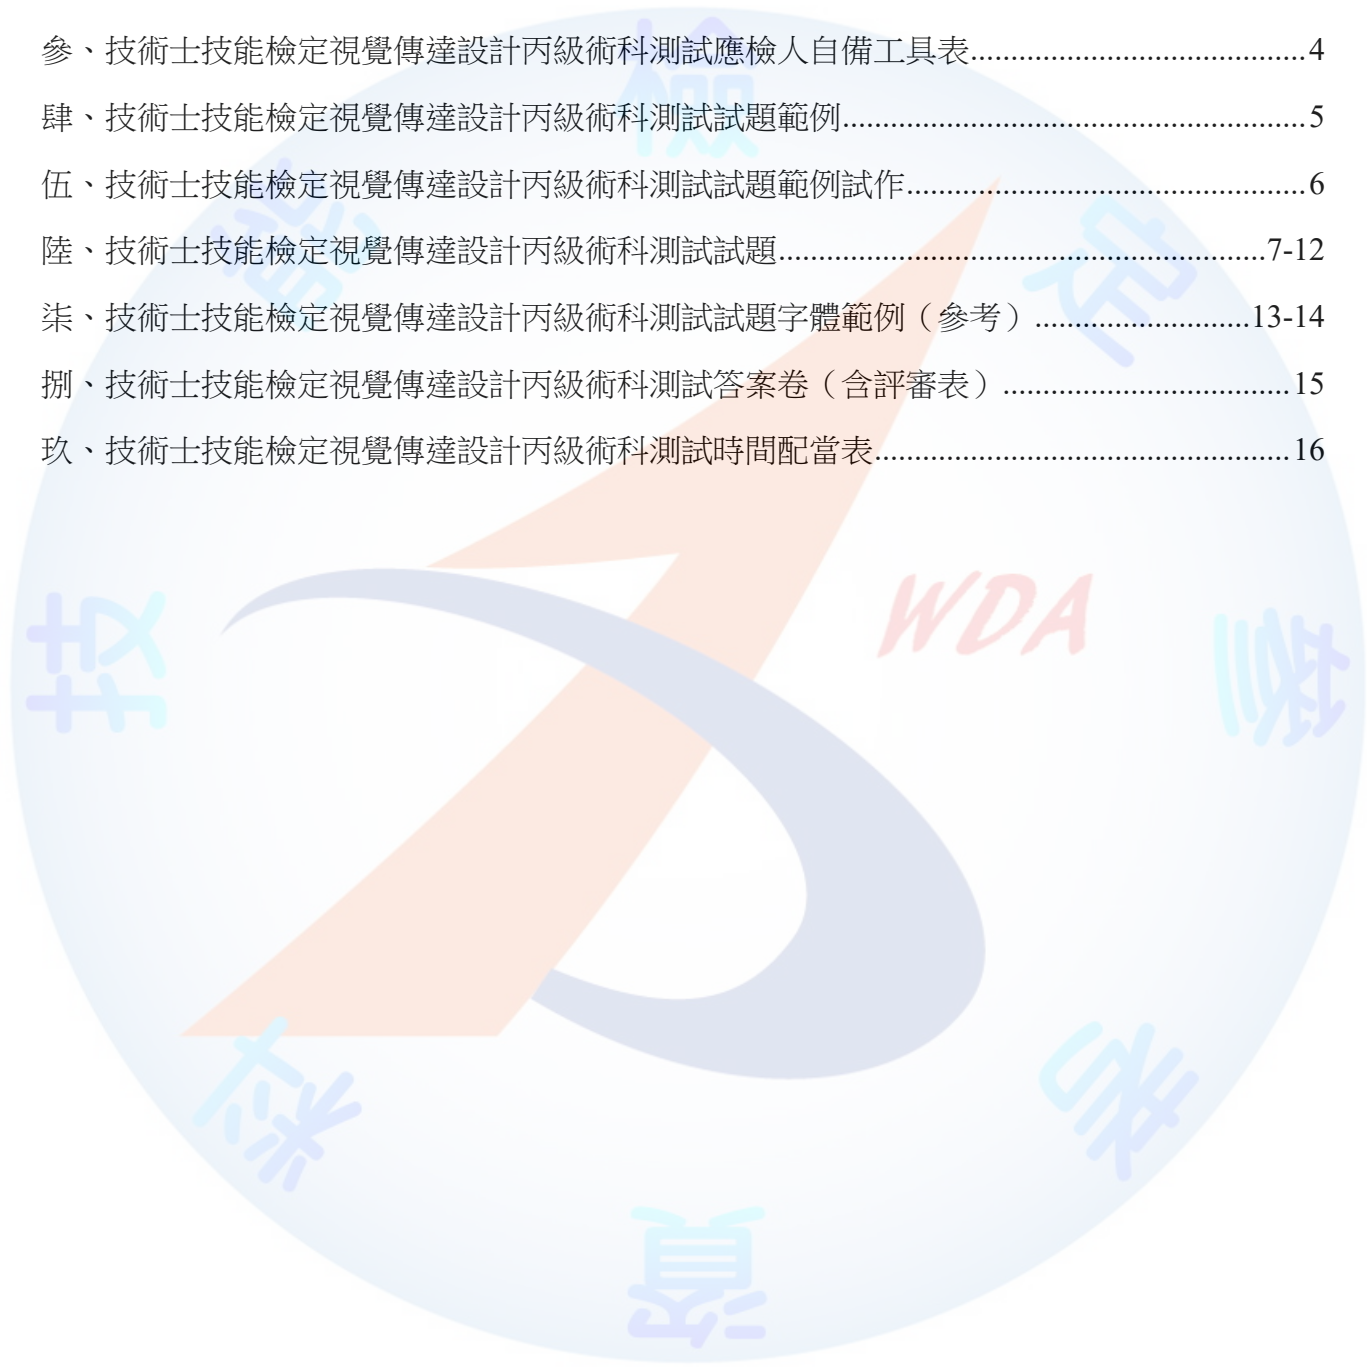 參、技術士技能檢定視覺傳達設計丙級術科測試應檢人自備工具表......................................4
肆、技術士技能檢定視覺傳達設計丙級術科測試試題範例.....................................................5
伍、技術士技能檢定視覺傳達設計丙級術科測試試題範例試作..............................................6
陸、技術士技能檢定視覺傳達設計丙級術科測試試題.......................................................7-12
柒、技術士技能檢定視覺傳達設計丙級術科測試試題字體範例（參考）.........................13-14
捌、技術士技能檢定視覺傳達設計丙級術科測試答案卷（含評審表）.................................15
玖、技術士技能檢定視覺傳達設計丙級術科測試時間配當表................................................16
技能檢定參考資料
WDA